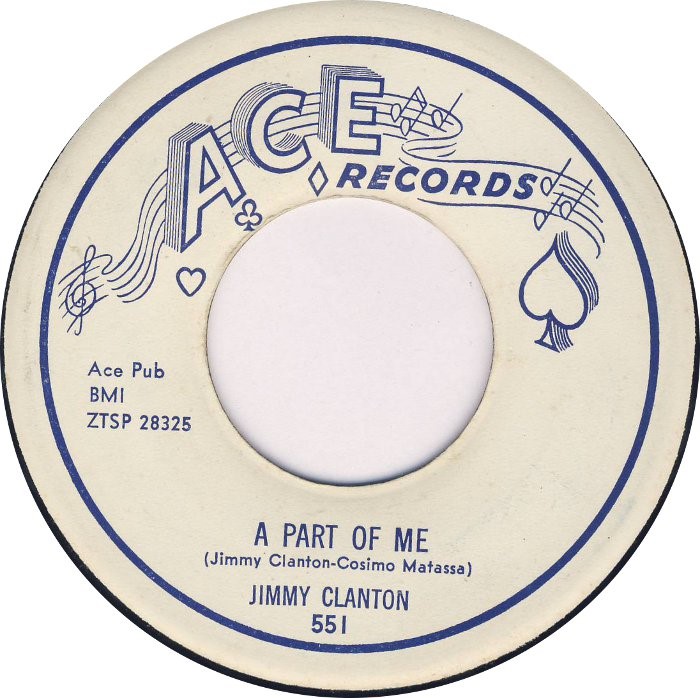 ACE
RECORDS
Ace Pub
BMI
ZTSP 28325
A PART OF ME
(Jimmy Clanton-Cosimo Matassa)
JIMMY CLANTON
551